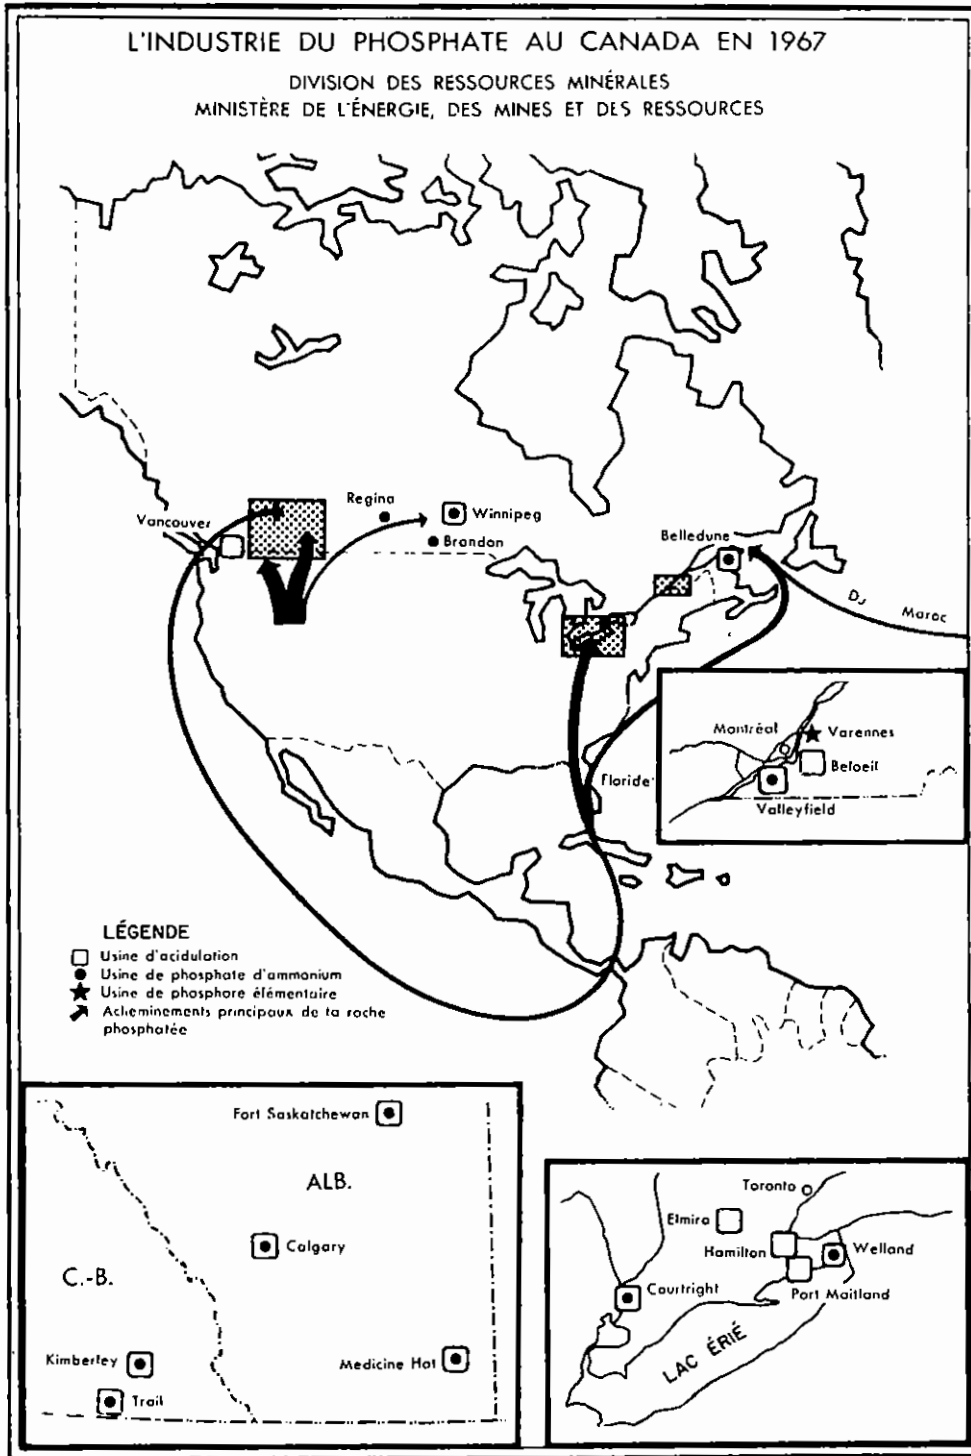 L'INDUSTRIE DU PHOSPHATE AU CANADA EN 1967
DIVISION DES RESSOURCES MINÉRALES
MINISTÈRE DE L'ÉNERGIE, DES MINES ET DES RESSOURCES
Vancouver
Regina
Winnipeg
Brandon
Belledune
Du Maroc
Floride
Montréal
Varennes
Beloeil
Valleyfield
LÉGENDE
Usine d'acidulation
Usine de phosphate d'ammonium
Usine de phosphore élémentaire
Acheminements principaux de la roche
phosphatée
Fort Saskatchewan
ALB.
Calgary
C.-B.
Kimberley
Medicine Hat
Trail
Toronto
Elmira
Hamilton
Welland
Courtright
Port Maitland
LAC ÉRIÉ